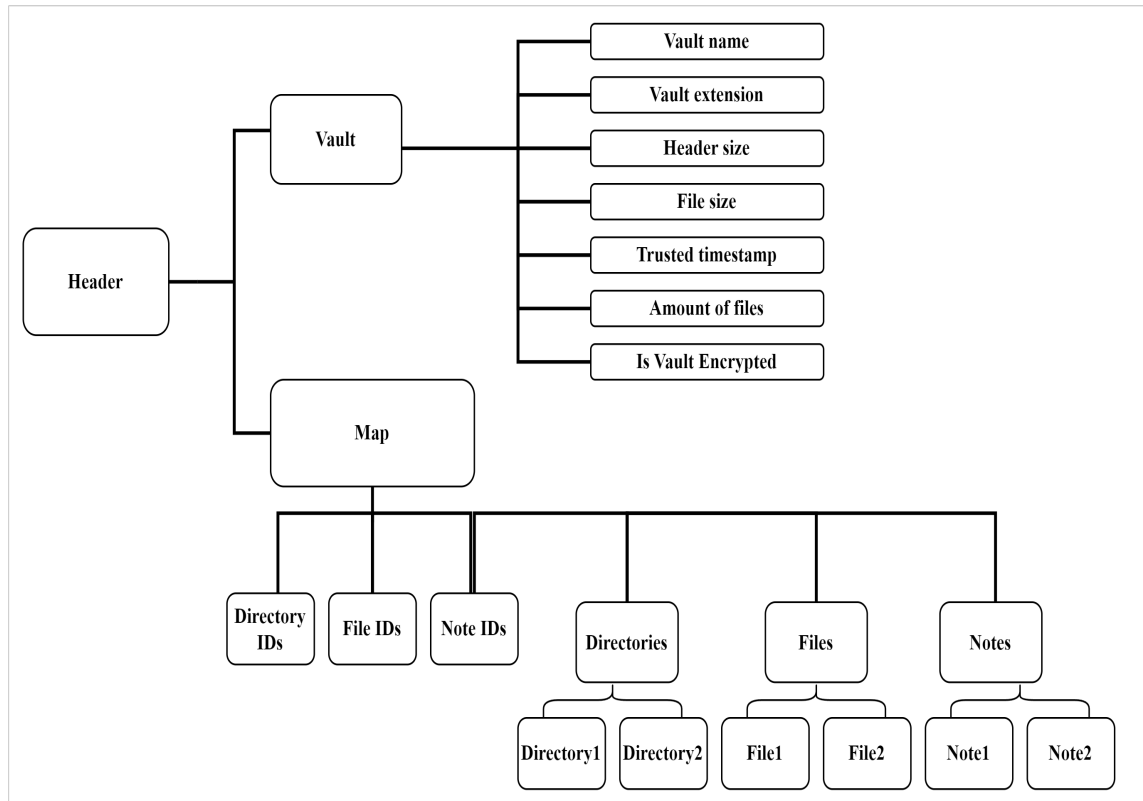 Vault name
Vault extension
Vault
Header size
File size
Header
Trusted timestamp
Amount of files
Is Vault Encrypted
Map
Directory
IDs
File IDs
Note IDs
Directories
Files
Notes
Directory1
Directory2
File1
File2
Note1
Note2